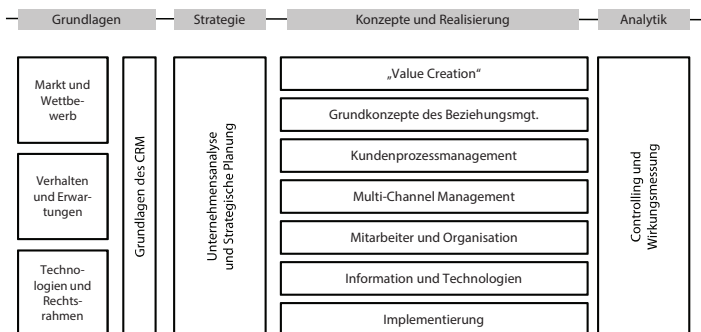 Grundlagen
Strategie
Konzepte und Realisierung
Analytik
Markt und
Wettbe-
werb
Verhalten
und Erwar-
tungen
Techno-
logien und
Rechts-
rahmen
Grundlagen des CRM
Unternehmensanalyse
und Strategische Planung
„Value Creation“
Grundkonzepte des Beziehungsmgt.
Kundenprozessmanagement
Multi-Channel Management
Mitarbeiter und Organisation
Information und Technologien
Implementierung
Controlling und
Wirkungsmessung